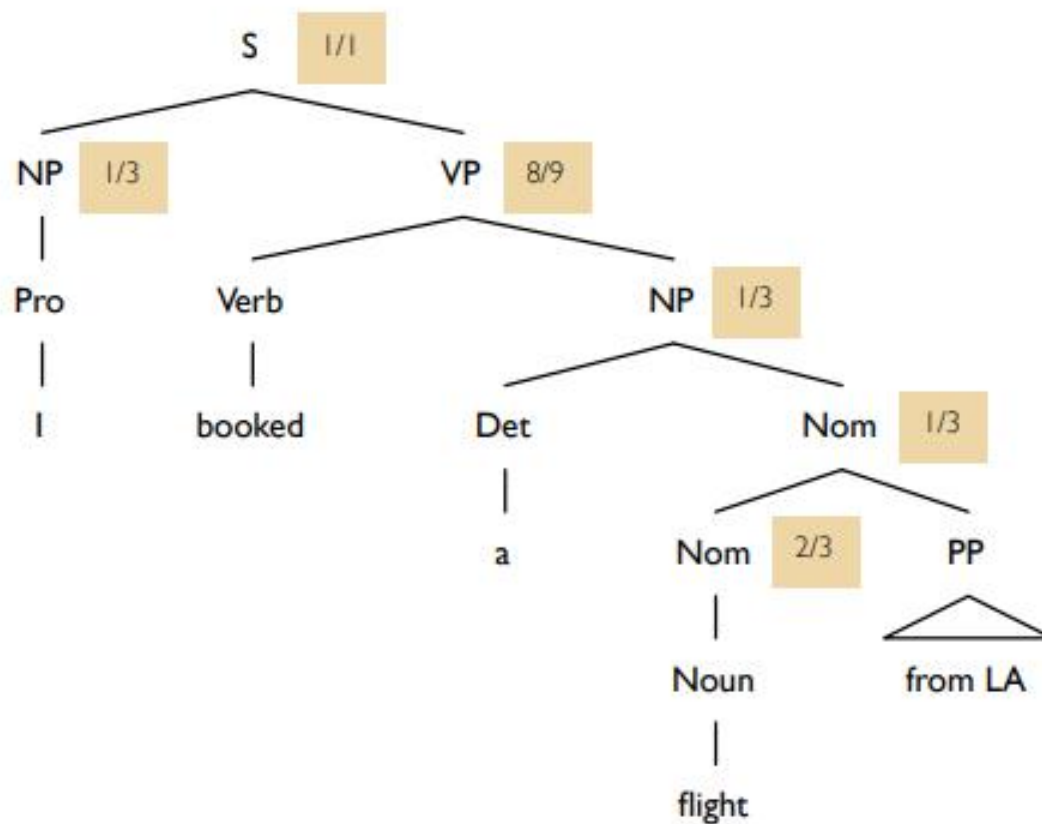 S 1/1
NP 1/3 VP 8/9
Pro Verb NP 1/3
I booked Det Nom 1/3
a Nom 2/3 PP
Noun from LA
flight